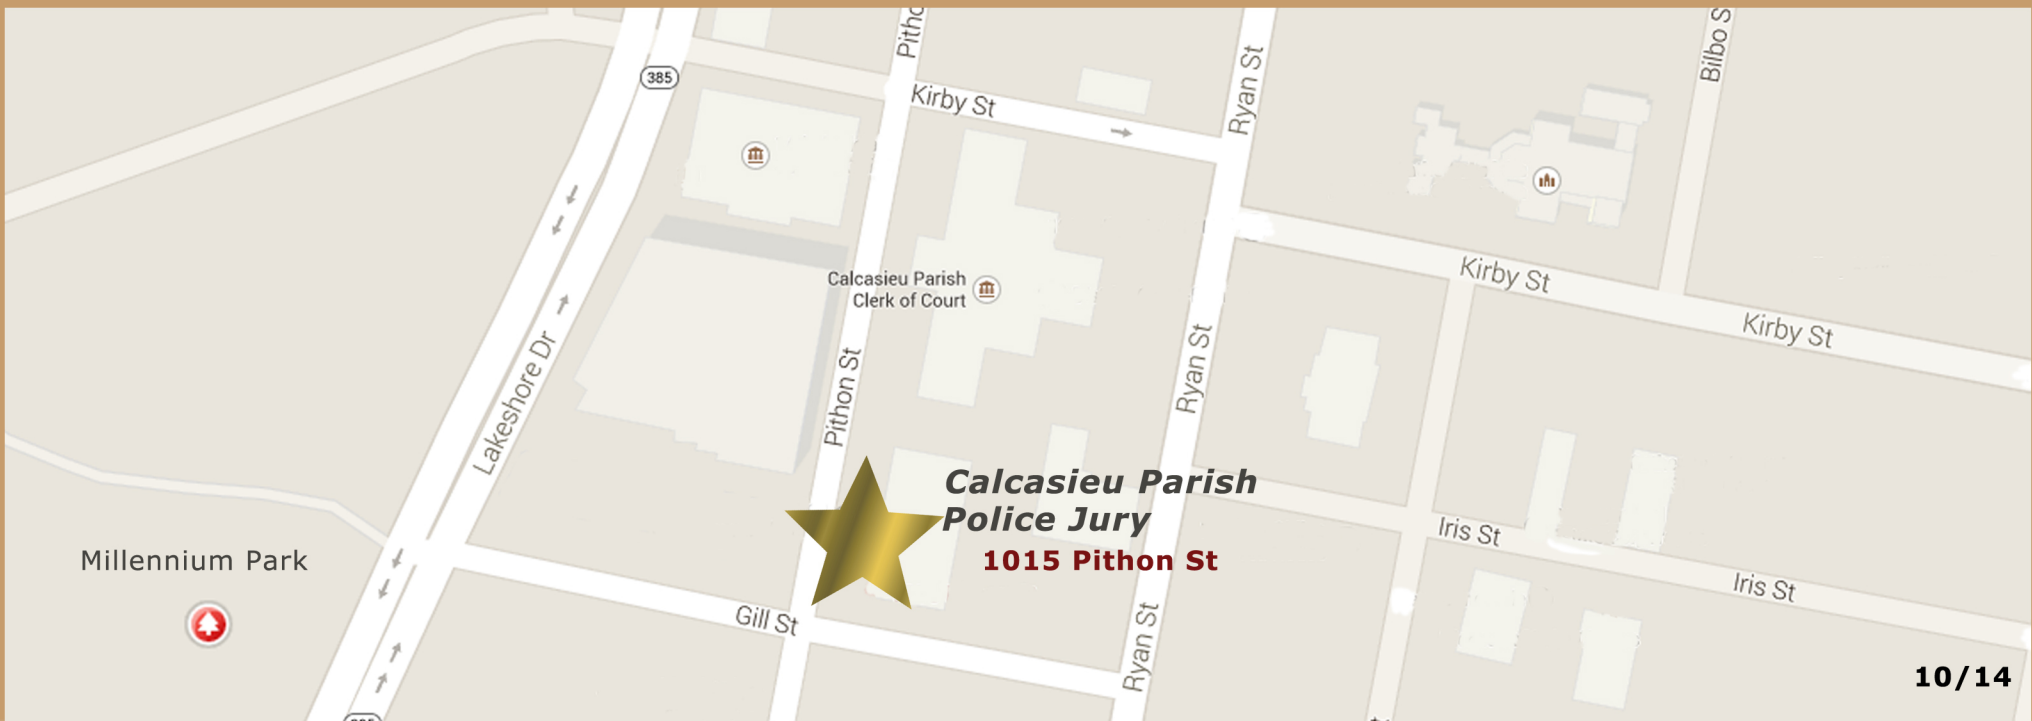 Pitho
Bilbo S
385
Ryan St
Kirby St
Kirby St
Calcasieu Parish
Clerk of Court
Kirby St
Lakeshore Dr
Pithon St
Ryan St
Calcasieu Parish
Police Jury
1015 Pithon St
Iris St
Millennium Park
Iris St
Gill St
Ryan St
10/14